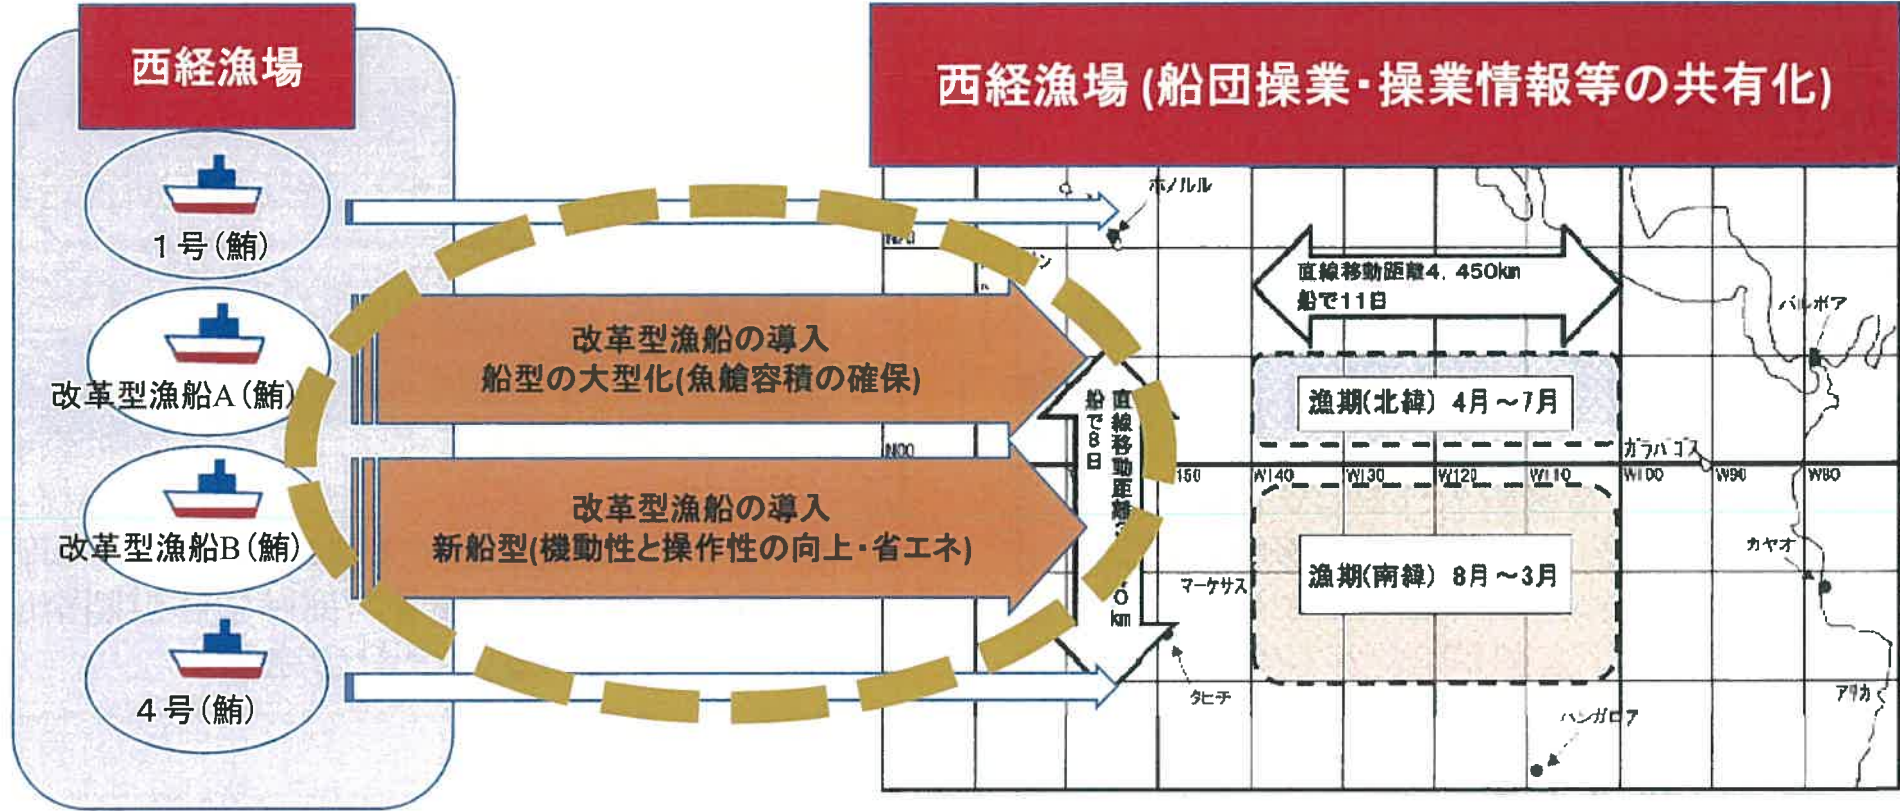 西経漁場
1号(鮪)
改革型漁船A(鮪)
改革型漁船B(鮪)
4号(鮪)
改革型漁船の導入
船型の大型化(魚艙容積の確保)
改革型漁船の導入
新船型(機動性と操作性の向上・省エネ)
西経漁場(船団操業・操業情報等の共有化)
ホノルル
直線移動距離4.450km
船で11日
バルボア
漁期(北緯) 4月~7月
直線移動距離
km
船で8日
N00
ガラパゴス
150
W140
W130
W120
W110
W100
W90
W80
カヤオ
マーケサス
漁期(南緯) 8月~3月
タヒチ
ハンガロア
アリカ